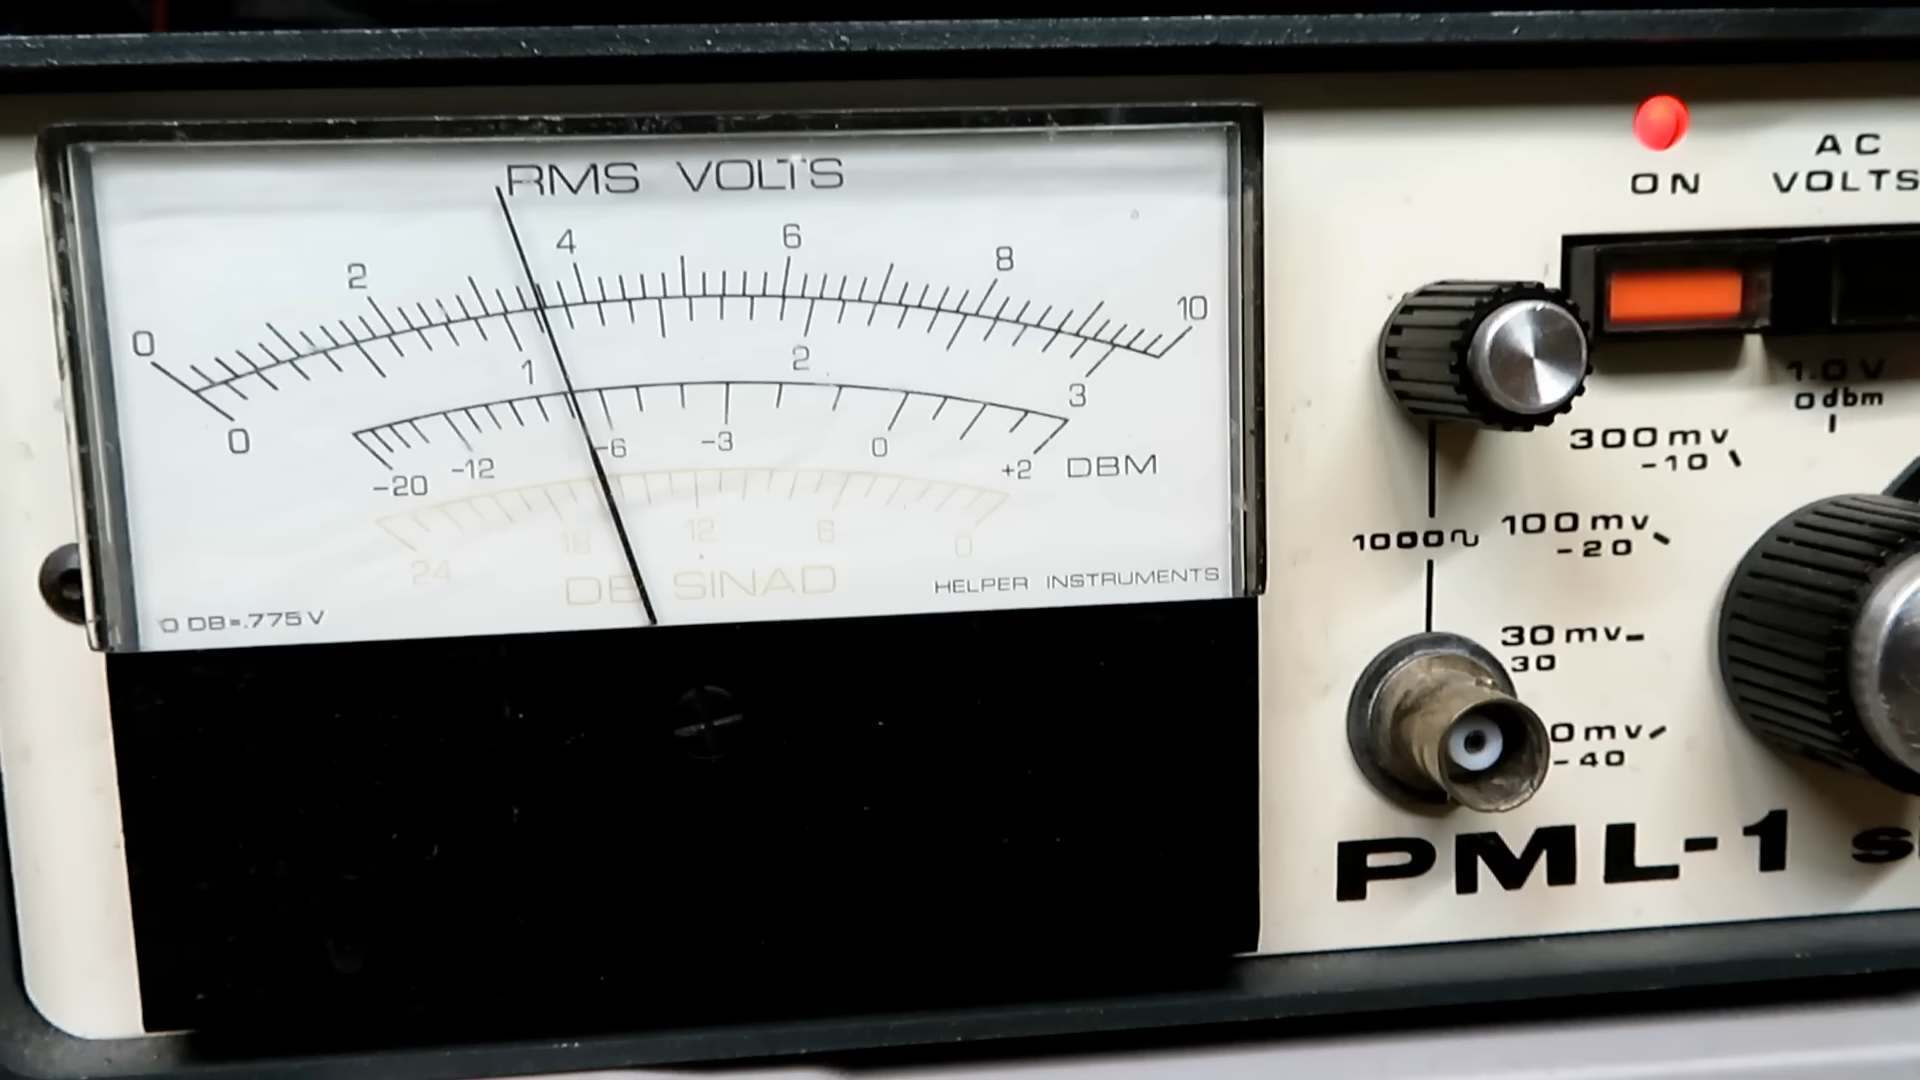 RMS VOLTS
0 2 4 6 8 10
0 1 2 3
-20 -12 -6 -3 0 +2 DBM
24 18 12 6 0
DB SINAD
HELPER INSTRUMENTS
0 DB=.775V
ON
AC
VOLTS
1.0V
0dbm
300mv
-10
100mv
-20
1000
30mv
30
0mv
-40
PML-1